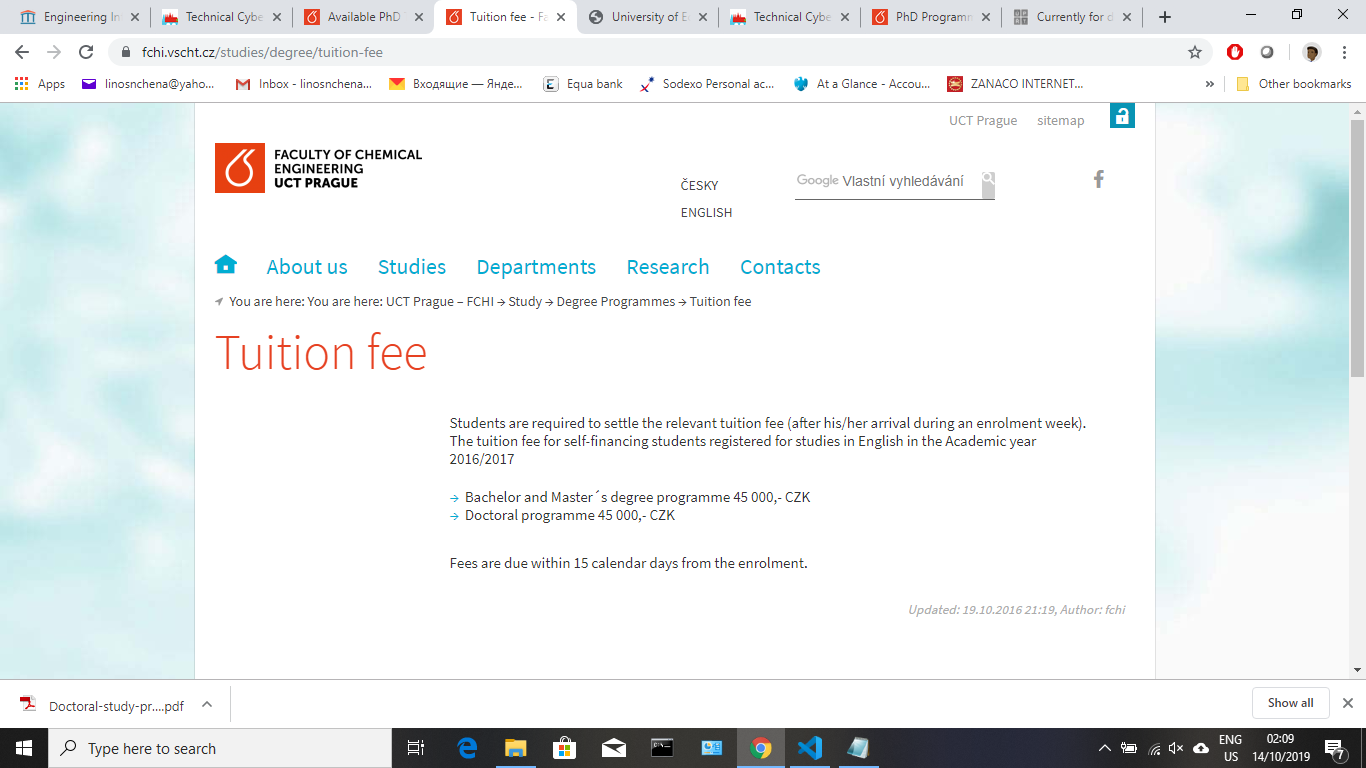 Engineering In
Technical Cybe
Available PhD
Tuition fee - Fa
University of E
Technical Cybe
PhD Programm
Currently for d
fchi.vscht.cz/studies/degree/tuition-fee
Apps
linosnchena@yaho...
Inbox - linosnchena...
Входящие — Янде...
Equa bank
Sodexo Personal ac...
At a Glance - Accou...
ZANACO INTERNET...
»
Other bookmarks
UCT Prague sitemap
FACULTY OF CHEMICAL
ENGINEERING
UCT PRAGUE
ČESKY
ENGLISH
Google Vlastní vyhledávání
About us Studies Departments Research Contacts
You are here: You are here: UCT Prague – FCHI → Study → Degree Programmes → Tuition fee
Tuition fee
Students are required to settle the relevant tuition fee (after his/her arrival during an enrolment week).
The tuition fee for self-financing students registered for studies in English in the Academic year
2016/2017
→ Bachelor and Master´s degree programme 45 000,- CZK
→ Doctoral programme 45 000,- CZK
Fees are due within 15 calendar days from the enrolment.
Updated: 19.10.2016 21:19, Author: fchi
Doctoral-study-pr....pdf
Show all
Type here to search
ENG
US
02:09
14/10/2019
7